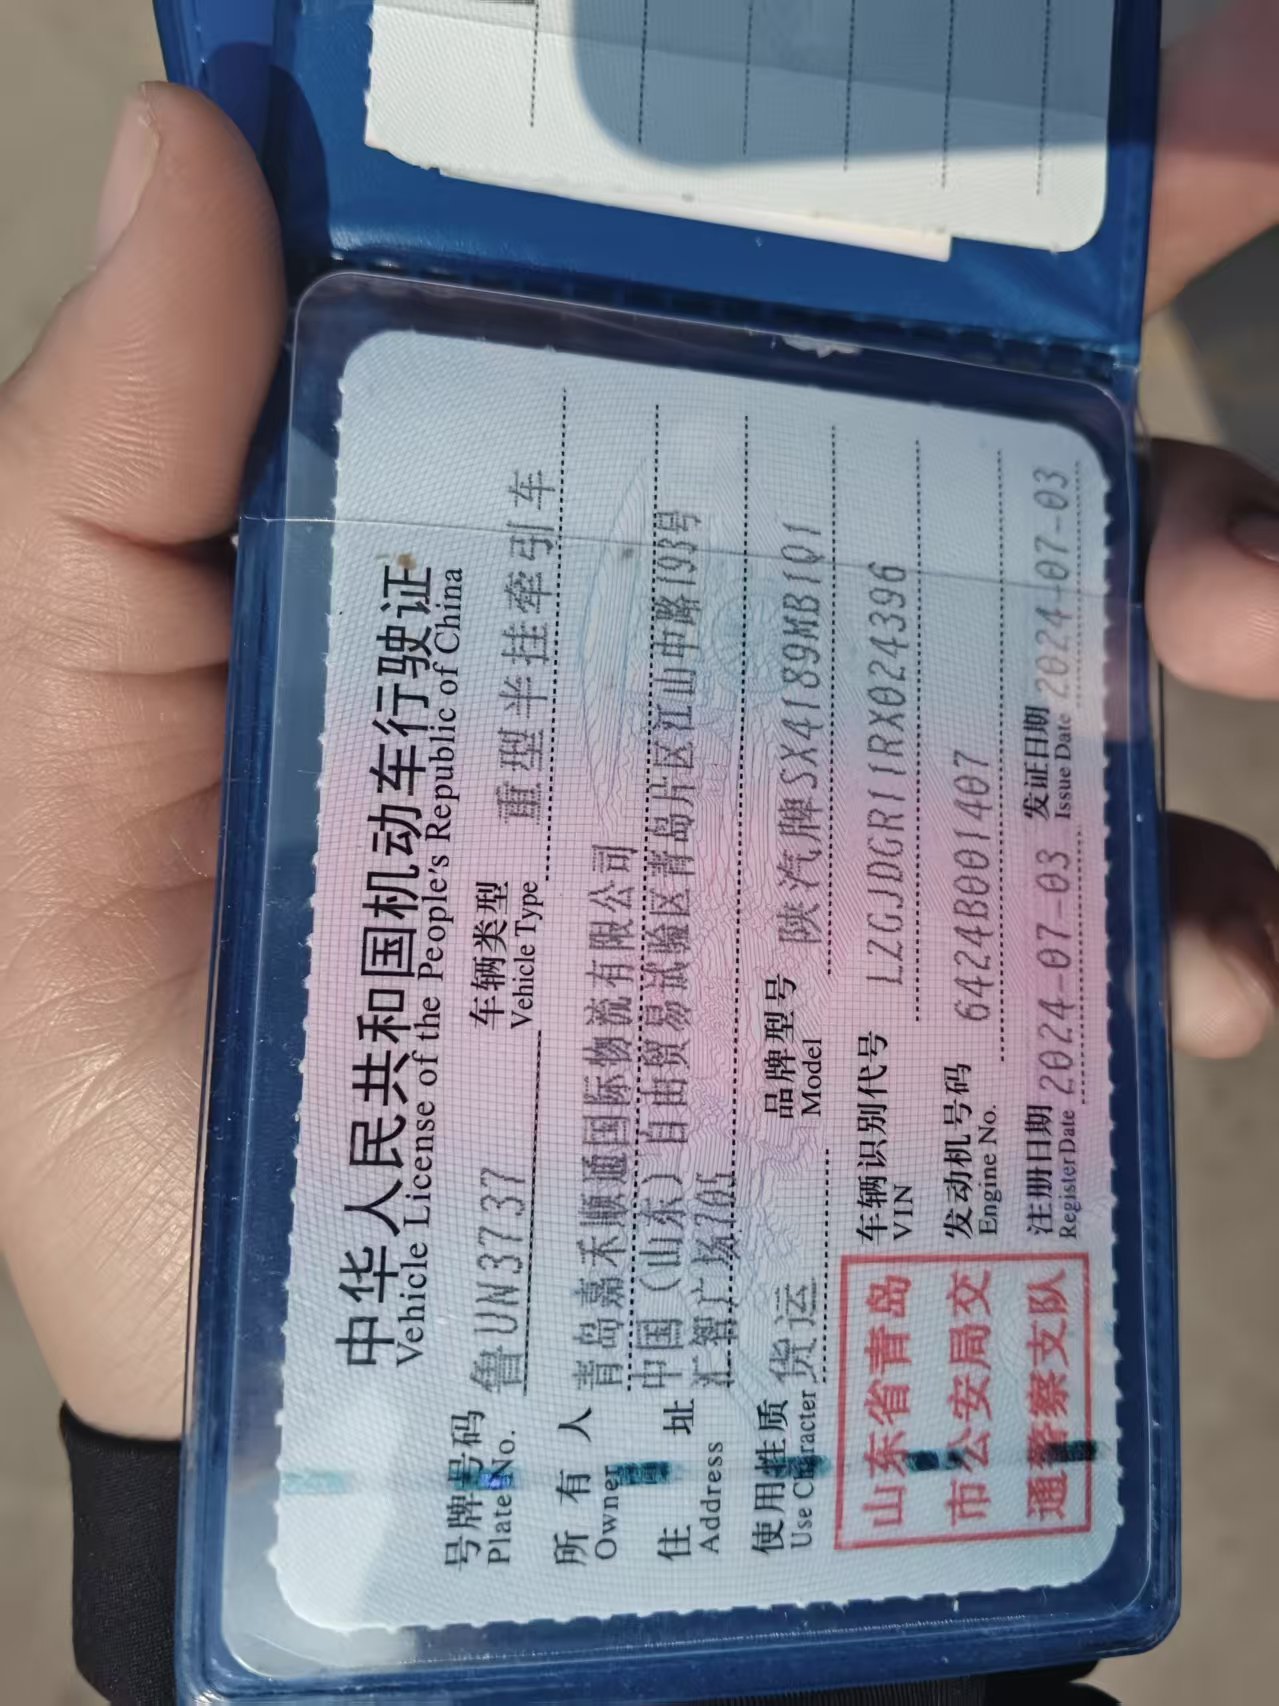 中华人民共和国机动车行驶证
Vehicle License of the People's Republic of China
号牌号码 鲁UN3737 车辆类型 重型半挂牵引车
Plate No. Vehicle Type
所有人 青岛嘉禾顺通国际物流有限公司
Owner
住址 中国(山东)自由贸易试验区青岛片区江山中路193号
Address 汇智广场705
使用性质 货运 品牌型号 陕汽牌SX4189MB1Q1
Use Character Model
车辆识别代号 LZGJDGR11RX024396
VIN
发动机号码 6424B001407
Engine No.
注册日期 2024-07-03 发证日期 2024-07-03
Register Date Issue Date
山东省青岛
市公安局交
通警察支队